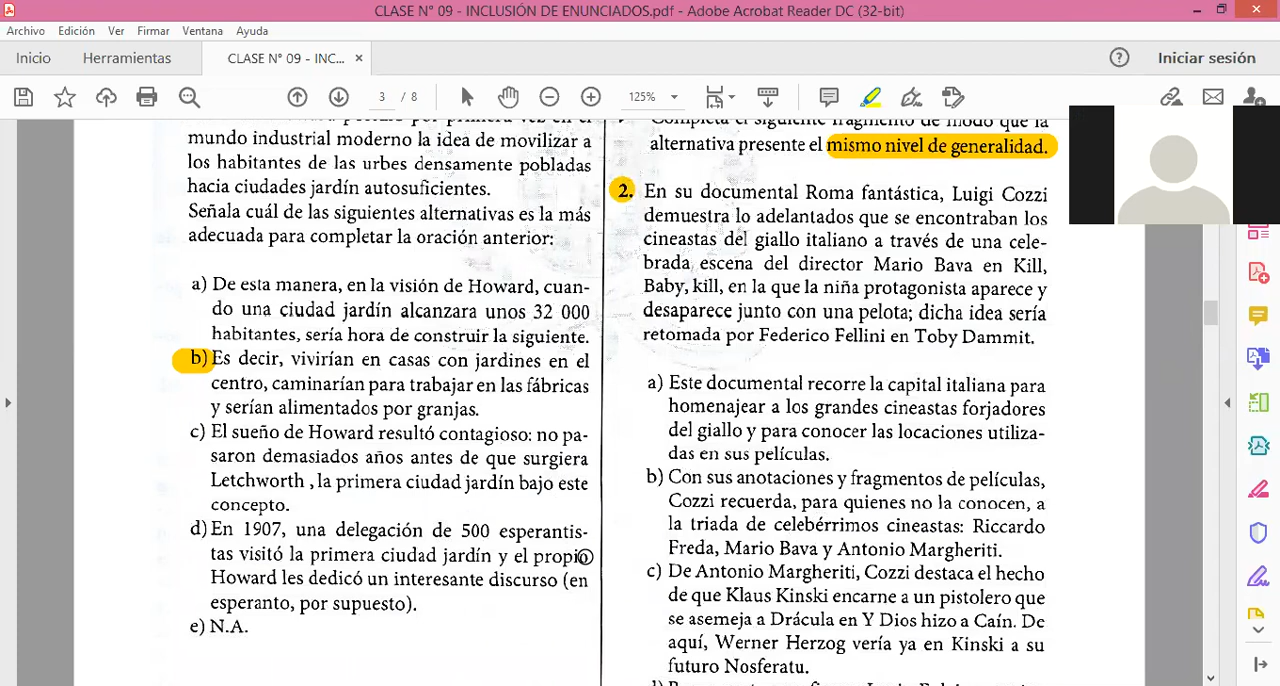 CLASE N° 09 - INCLUSIÓN DE ENUNCIADOS.pdf - Adobe Acrobat Reader DC (32-bit)
Archivo Edición Ver Firmar Ventana Ayuda
Inicio Herramientas CLASE N° 09 - INC... × Iniciar sesión
3 / 8 125%
por primera vez en el
mundo industrial moderno la idea de movilizar a
los habitantes de las urbes densamente pobladas
hacia ciudades jardín autosuficientes.
Señala cuál de las siguientes alternativas es la más
adecuada para completar la oración anterior:
a) De esta manera, en la visión de Howard, cuan-
do una ciudad jardín alcanzara unos 32 000
habitantes, sería hora de construir la siguiente.
b) Es decir, vivirían en casas con jardines en el
centro, caminarían para trabajar en las fábricas
y serían alimentados por granjas.
c) El sueño de Howard resultó contagioso: no pa-
saron demasiados años antes de que surgiera
Letchworth , la primera ciudad jardín bajo este
concepto.
d) En 1907, una delegación de 500 esperantis-
tas visitó la primera ciudad jardín y el propio
Howard les dedicó un interesante discurso (en
esperanto, por supuesto).
e) N.A.
Completa el siguiente fragmento de modo que la
alternativa presente el mismo nivel de generalidad.
2. En su documental Roma fantástica, Luigi Cozzi
demuestra lo adelantados que se encontraban los
cineastas del giallo italiano a través de una cele-
brada escena del director Mario Bava en Kill,
Baby, kill, en la que la niña protagonista aparece y
desaparece junto con una pelota; dicha idea sería
retomada por Federico Fellini en Toby Dammit.
a) Este documental recorre la capital italiana para
homenajear a los grandes cineastas forjadores
del giallo y para conocer las locaciones utiliza-
das en sus películas.
b) Con sus anotaciones y fragmentos de películas,
Cozzi recuerda, para quienes no la conocen, a
la triada de celebérrimos cineastas: Riccardo
Freda, Mario Bava y Antonio Margheriti.
c) De Antonio Margheriti, Cozzi destaca el hecho
de que Klaus Kinski encarne a un pistolero que
se asemeja a Drácula en Y Dios hizo a Caín. De
aquí, Werner Herzog vería ya en Kinski a su
futuro Nosferatu.